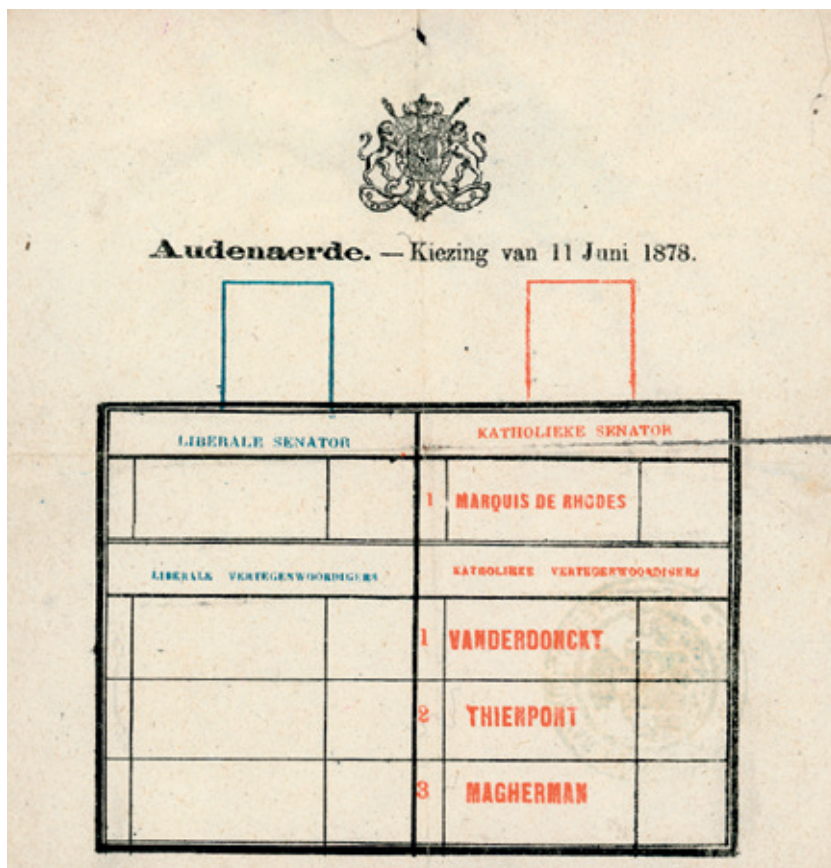 Audenaerde. — Kiezing van 11 Juni 1878.
LIBERALE SENATOR
KATHOLIEKE SENATOR
1 MARQUIS DE RHODES
LIBERALE VERTEGENWOORDIGERS
KATHOLIEKE VERTEGENWOORDIGERS
1 VANDERDONCKT
2 THIENPONT
3 MAGHERMAN